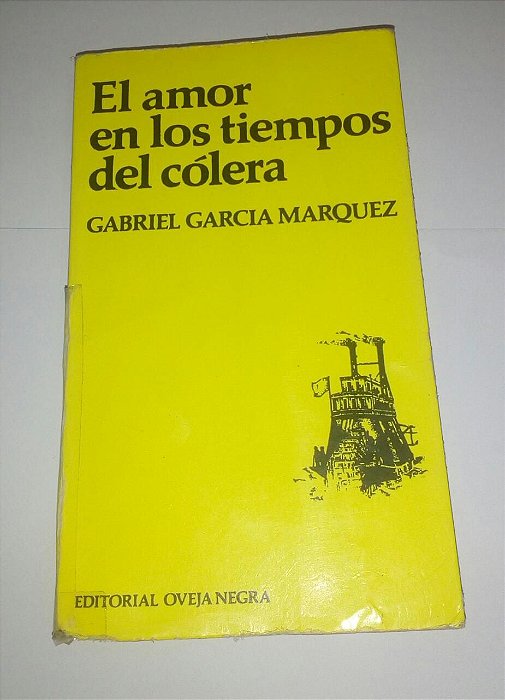 El amor
en los tiempos
del cólera
GABRIEL GARCIA MARQUEZ
EDITORIAL OVEJA NEGRA